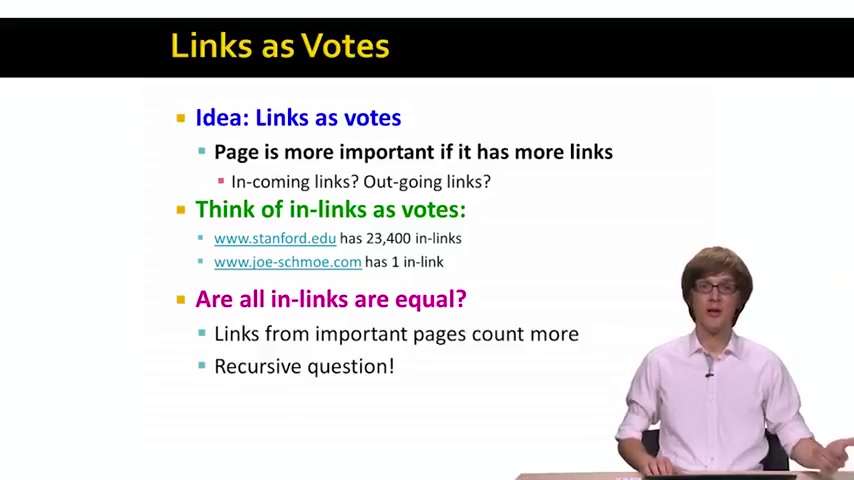 Links as Votes
Idea: Links as votes
Page is more important if it has more links
In-coming links? Out-going links?
Think of in-links as votes:
www.stanford.edu has 23,400 in-links
www.joe-schmoe.com has 1 in-link
Are all in-links are equal?
Links from important pages count more
Recursive question!